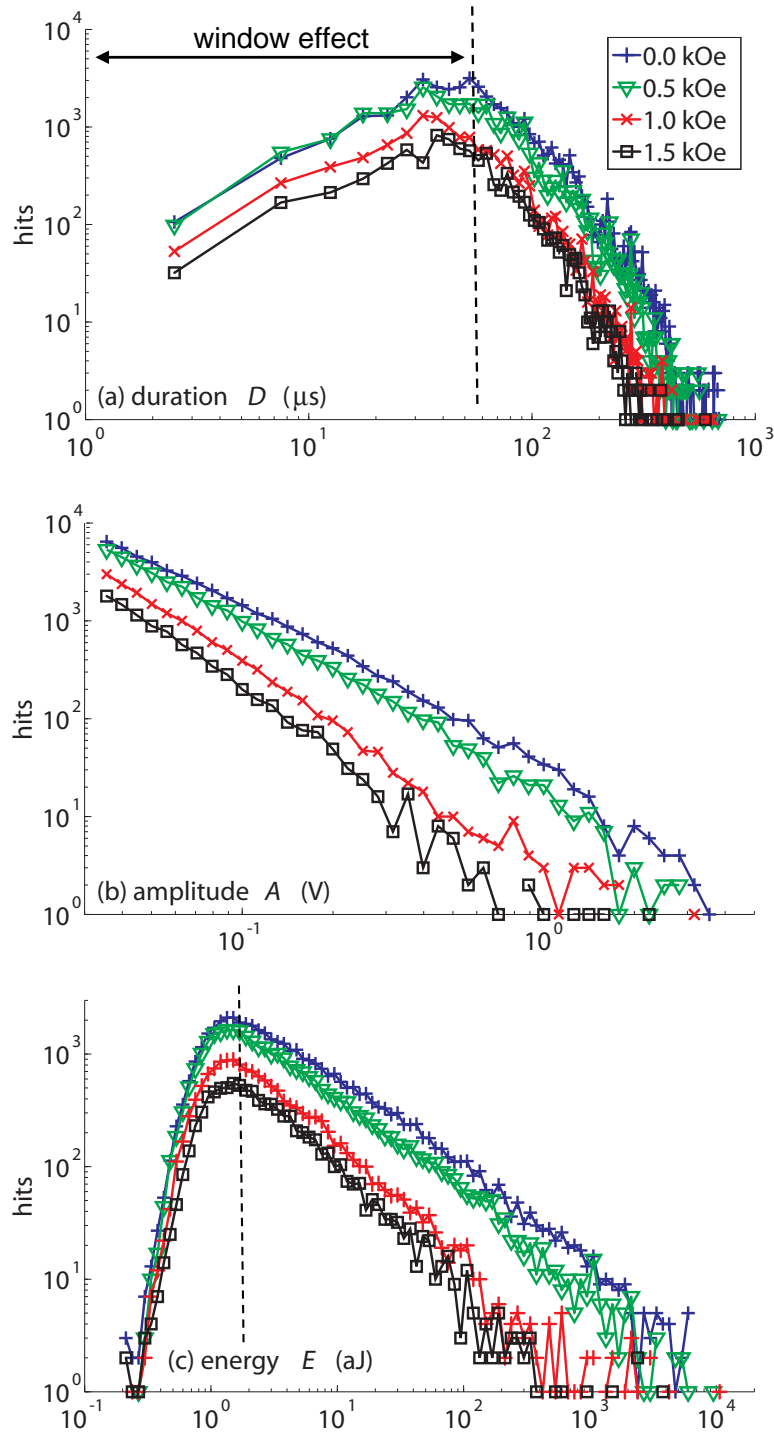 10^4
window effect
0.0 kOe
0.5 kOe
1.0 kOe
1.5 kOe
10^3
hits
10^2
10^1
(a) duration D (μs)
10^0
10^0
10^1
10^2
10^3
10^4
10^3
hits
10^2
10^1
(b) amplitude A (V)
10^0
10^-1
10^0
10^3
hits
10^2
10^1
(c) energy E (aJ)
10^0
10^-1
10^0
10^1
10^2
10^3
10^4